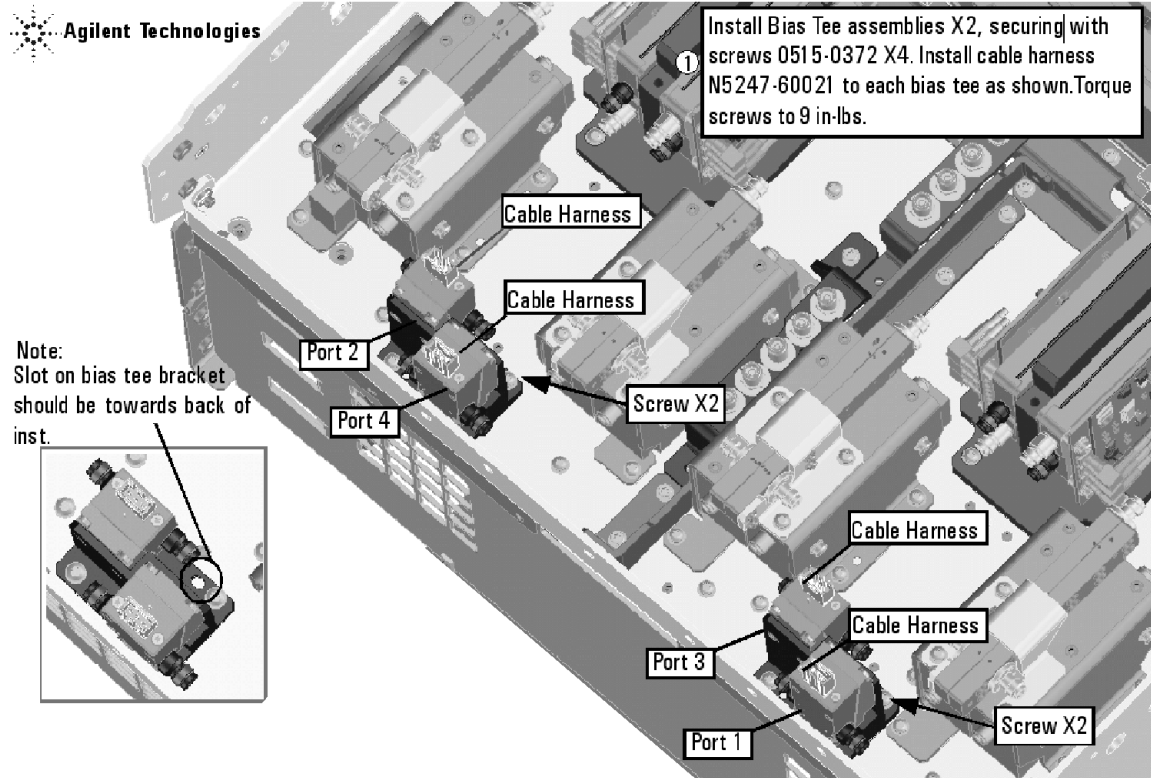 Agilent Technologies
① Install Bias Tee assemblies X2, securing with
screws 0515-0372 X4. Install cable harness
N5247-60021 to each bias tee as shown.Torque
screws to 9 in-lbs.
Cable Harness
Cable Harness
Port 2
Port 4
Screw X2
Note:
Slot on bias tee bracket
should be towards back of
inst.
Cable Harness
Cable Harness
Port 3
Port 1
Screw X2